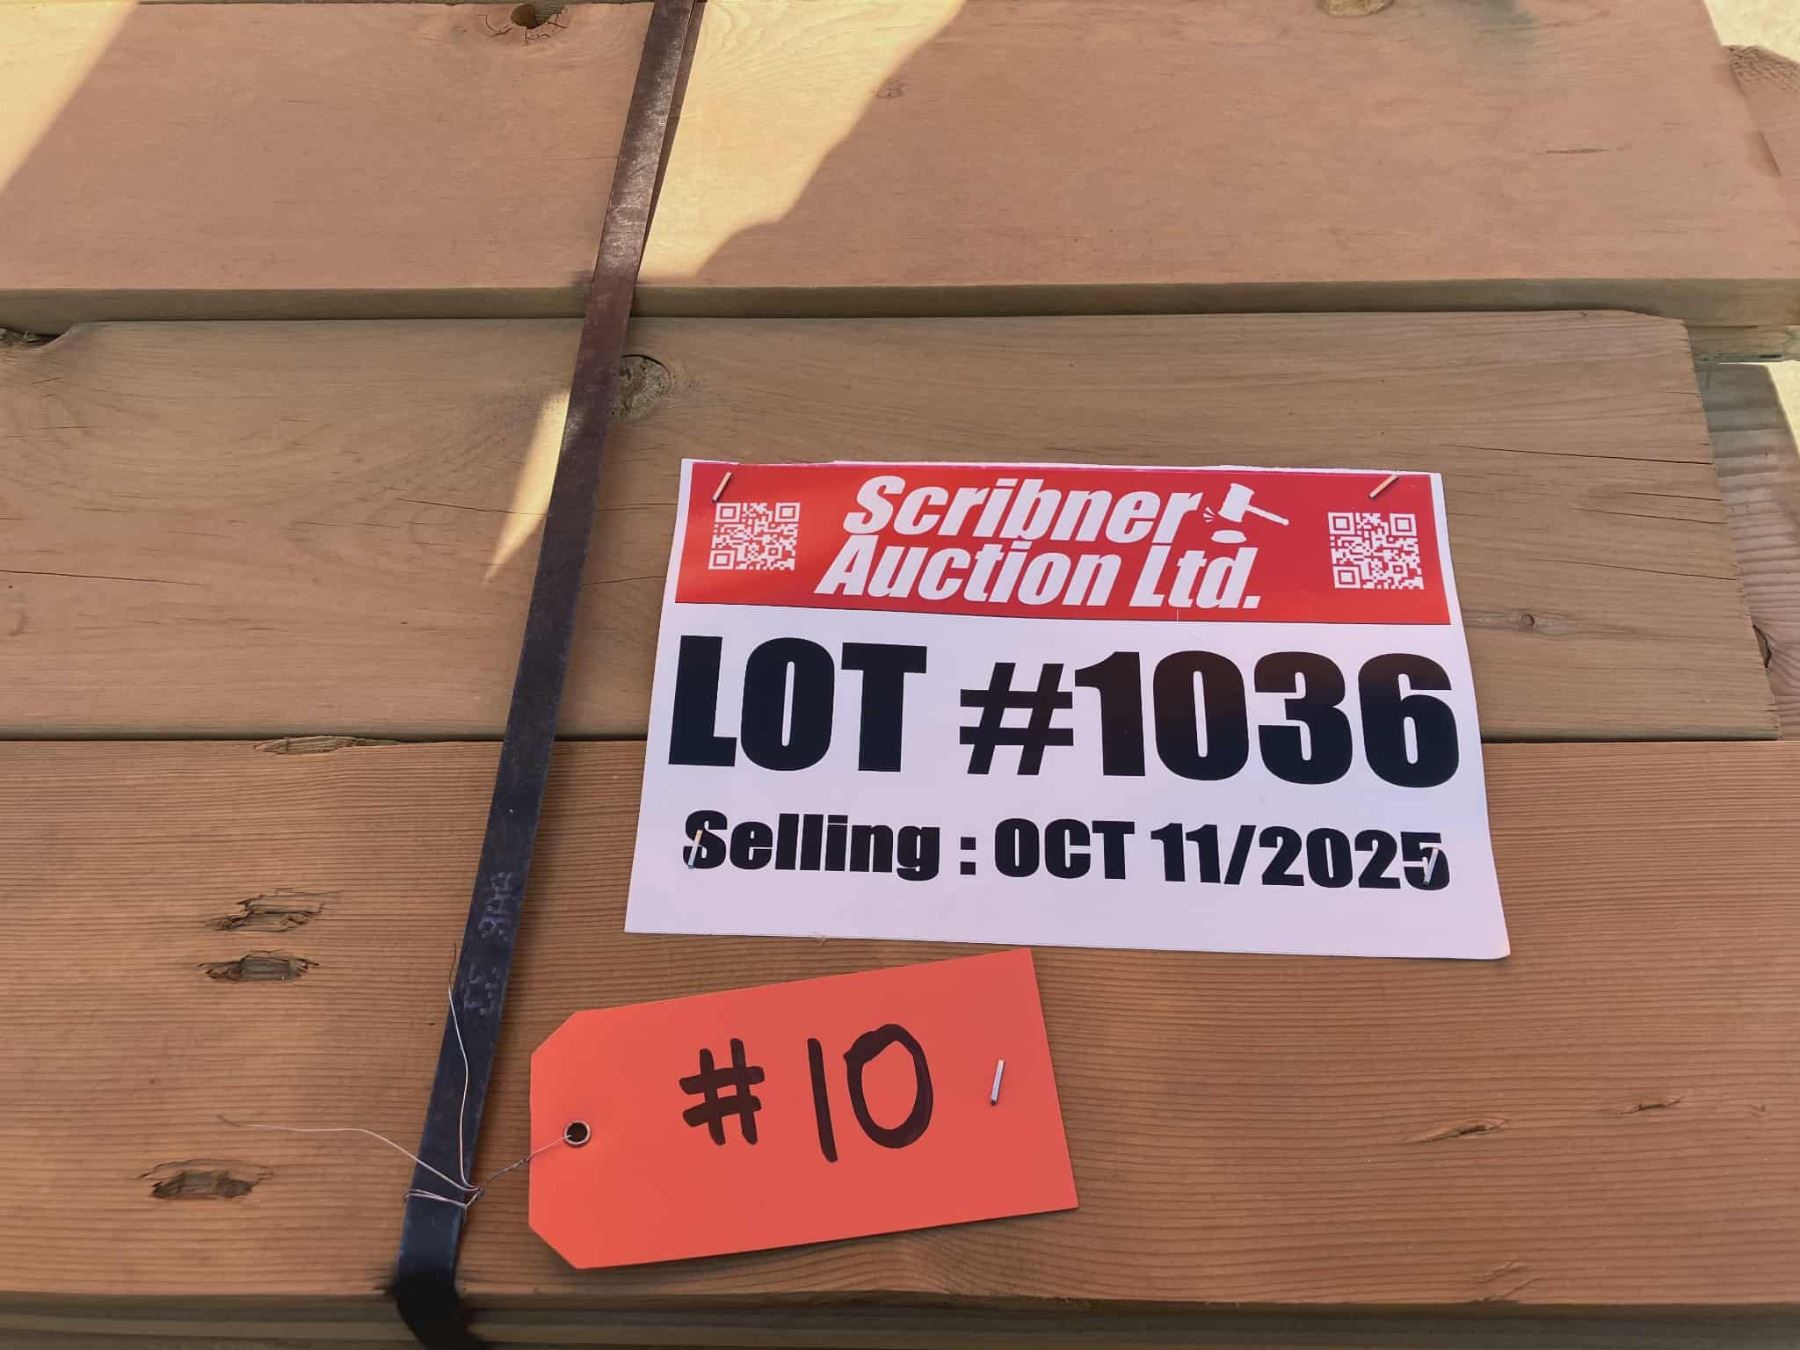 Scribner
Auction Ltd.
LOT #1036
Selling : OCT 11/2025
#10